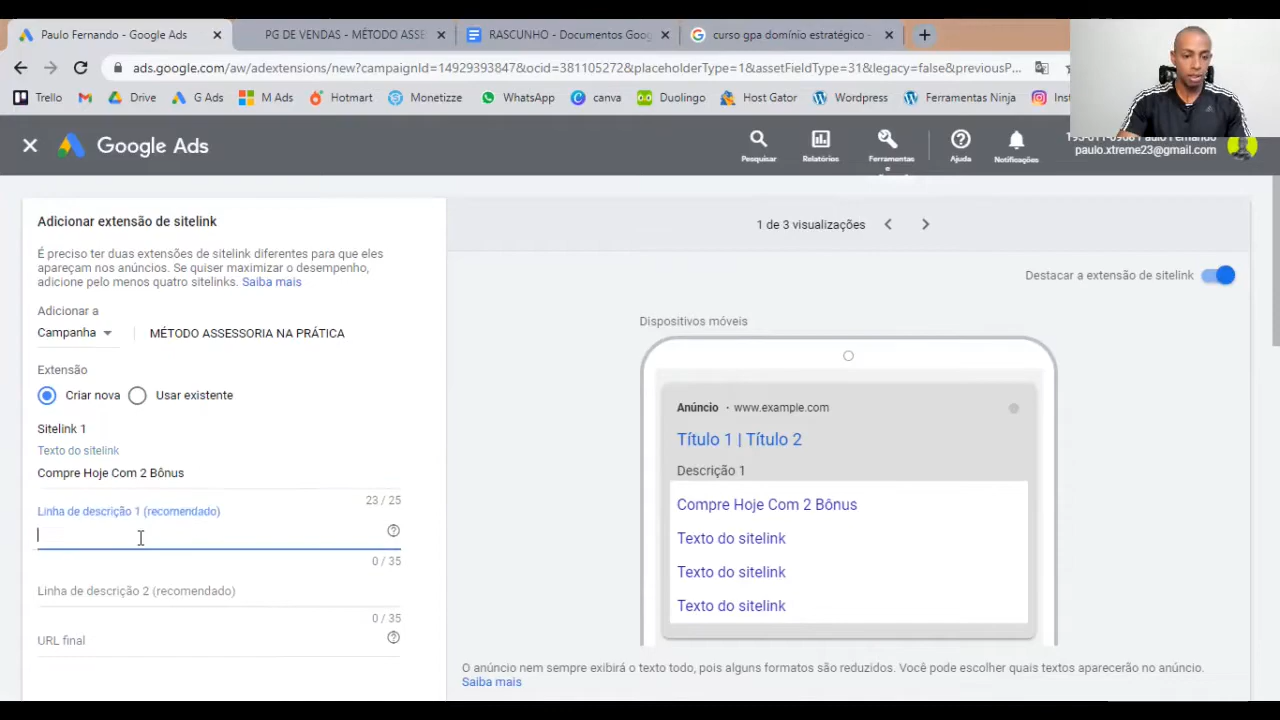 Paulo Fernando - Google Ads
PG DE VENDAS - MÉTODO ASSE
RASCUNHO - Documentos Goog
curso gpa domínio estratégico -
ads.google.com/aw/adextensions/new?campaignId=14929313847&ocid=381105272&placeholderType=1&assetFieldType=31&legacy=false&previousP...
Trello
Drive
G Ads
M Ads
Hotmart
Monetizze
WhatsApp
canva
Duolingo
Host Gator
Wordpress
Ferramentas Ninja
Inst
Google Ads
Pesquisar
Relatórios
Ferramentas
e
Ajuda
Notificações
Paulo Fernando
paulo.xtreme23@gmail.com
Adicionar extensão de sitelink
É preciso ter duas extensões de sitelink diferentes para que eles
apareçam nos anúncios. Se quiser maximizar o desempenho,
adicione pelo menos quatro sitelinks. Saiba mais
Adicionar a
Campanha
MÉTODO ASSESSORIA NA PRÁTICA
Extensão
Criar nova
Usar existente
Sitelink 1
Texto do sitelink
Compre Hoje Com 2 Bônus
23 / 25
Linha de descrição 1 (recomendado)
0 / 35
Linha de descrição 2 (recomendado)
0 / 35
URL final
1 de 3 visualizações
Destacar a extensão de sitelink
Dispositivos móveis
Anúncio · www.example.com
Título 1 | Título 2
Descrição 1
Compre Hoje Com 2 Bônus
Texto do sitelink
Texto do sitelink
Texto do sitelink
O anúncio nem sempre exibirá o texto todo, pois alguns formatos são reduzidos. Você pode escolher quais textos aparecerão no anúncio.
Saiba mais